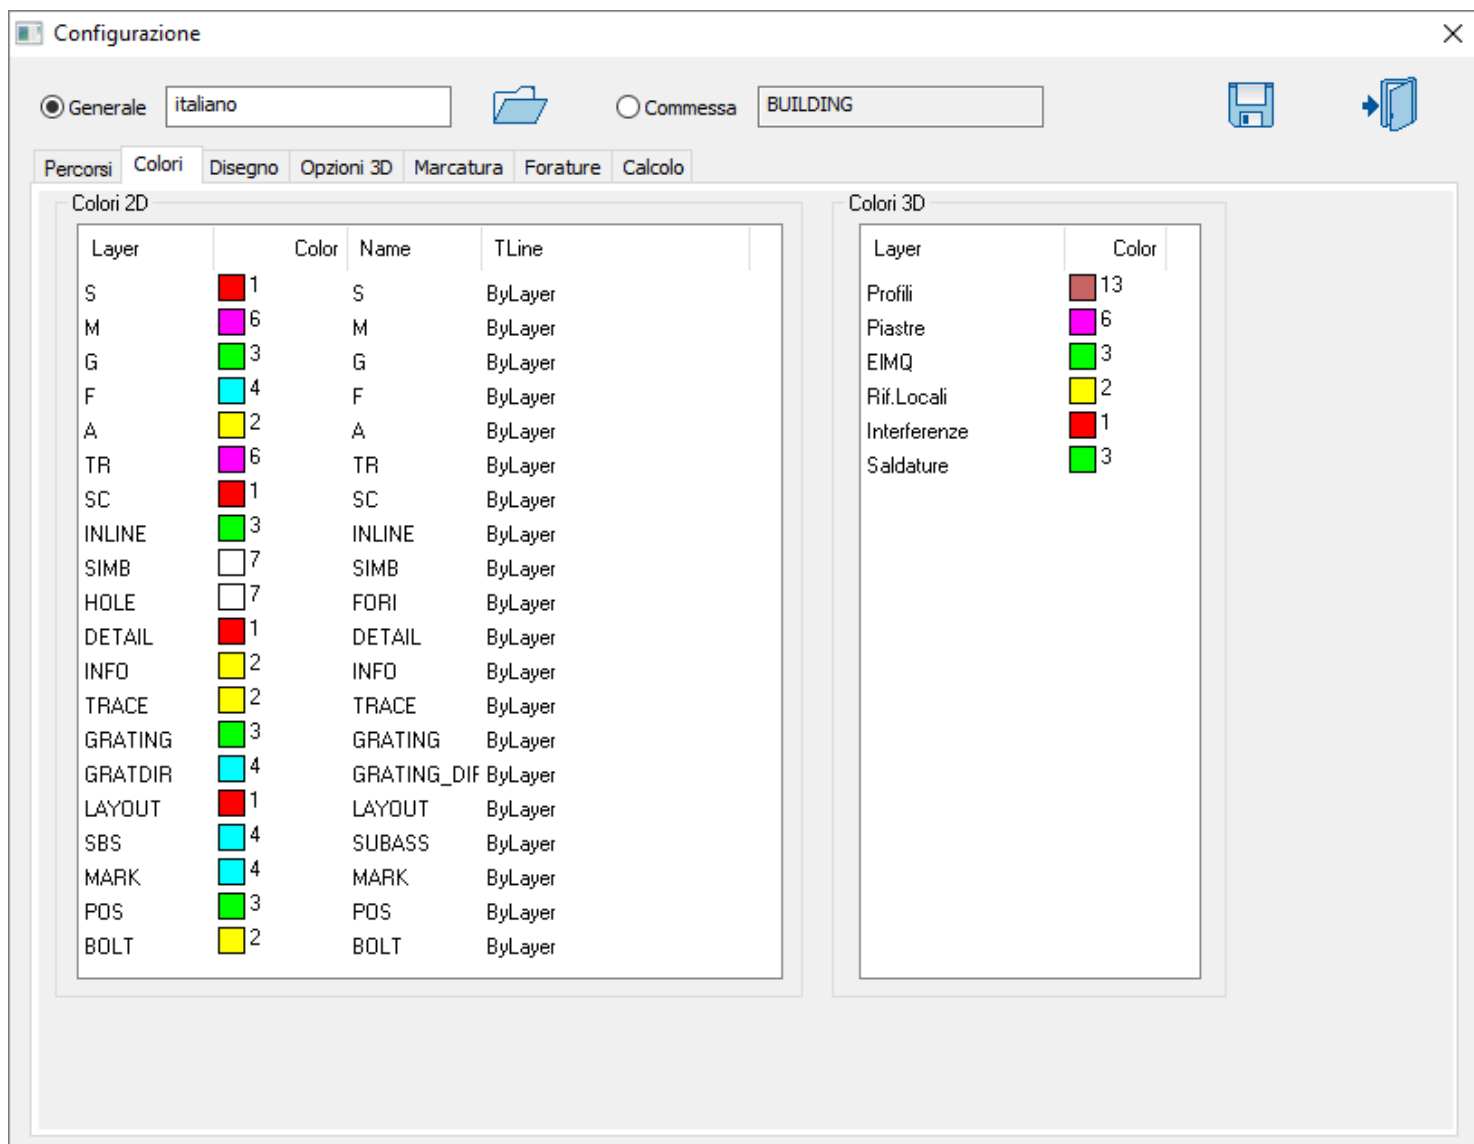 Configurazione
Generale italiano Commessa BUILDING
Percorsi Colori Disegno Opzioni 3D Marcatura Forature Calcolo
Colori 2D
Layer Color Name TLine
S 1 S ByLayer
M 6 M ByLayer
G 3 G ByLayer
F 4 F ByLayer
A 2 A ByLayer
TR 6 TR ByLayer
SC 1 SC ByLayer
INLINE 3 INLINE ByLayer
SIMB 7 SIMB ByLayer
HOLE 7 FORI ByLayer
DETAIL 1 DETAIL ByLayer
INFO 2 INFO ByLayer
TRACE 2 TRACE ByLayer
GRATING 3 GRATING ByLayer
GRATDIR 4 GRATING_DIF ByLayer
LAYOUT 1 LAYOUT ByLayer
SBS 4 SUBASS ByLayer
MARK 4 MARK ByLayer
POS 3 POS ByLayer
BOLT 2 BOLT ByLayer
Colori 3D
Layer Color
Profili 13
Piastre 6
EIMQ 3
Rif.Locali 2
Interferenze 1
Saldature 3